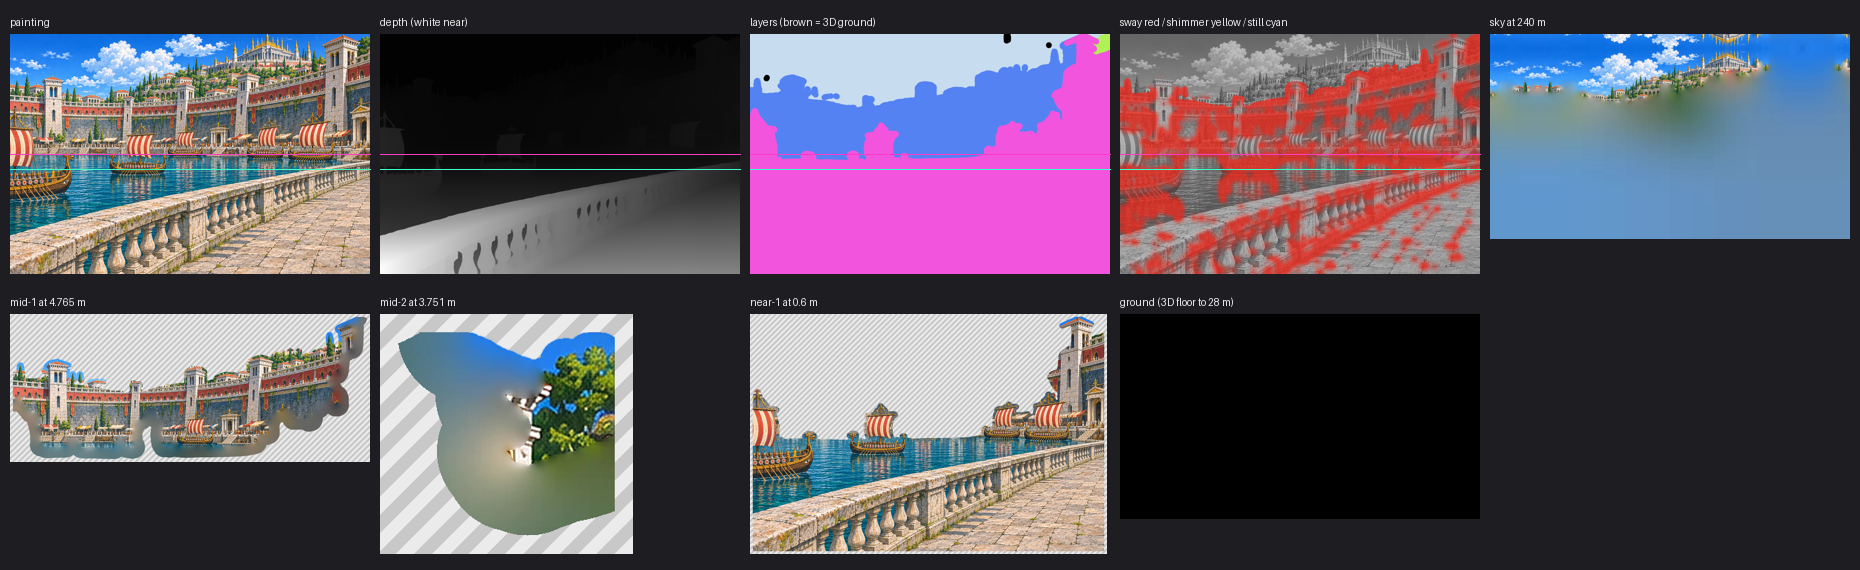 painting
depth (white near)
layers (brown = 3D ground)
sway red / shimmer yellow / still cyan
sky at 240 m
mid-1 at 4.765 m
mid-2 at 3.751 m
near-1 at 0.6 m
ground (3D floor to 28 m)